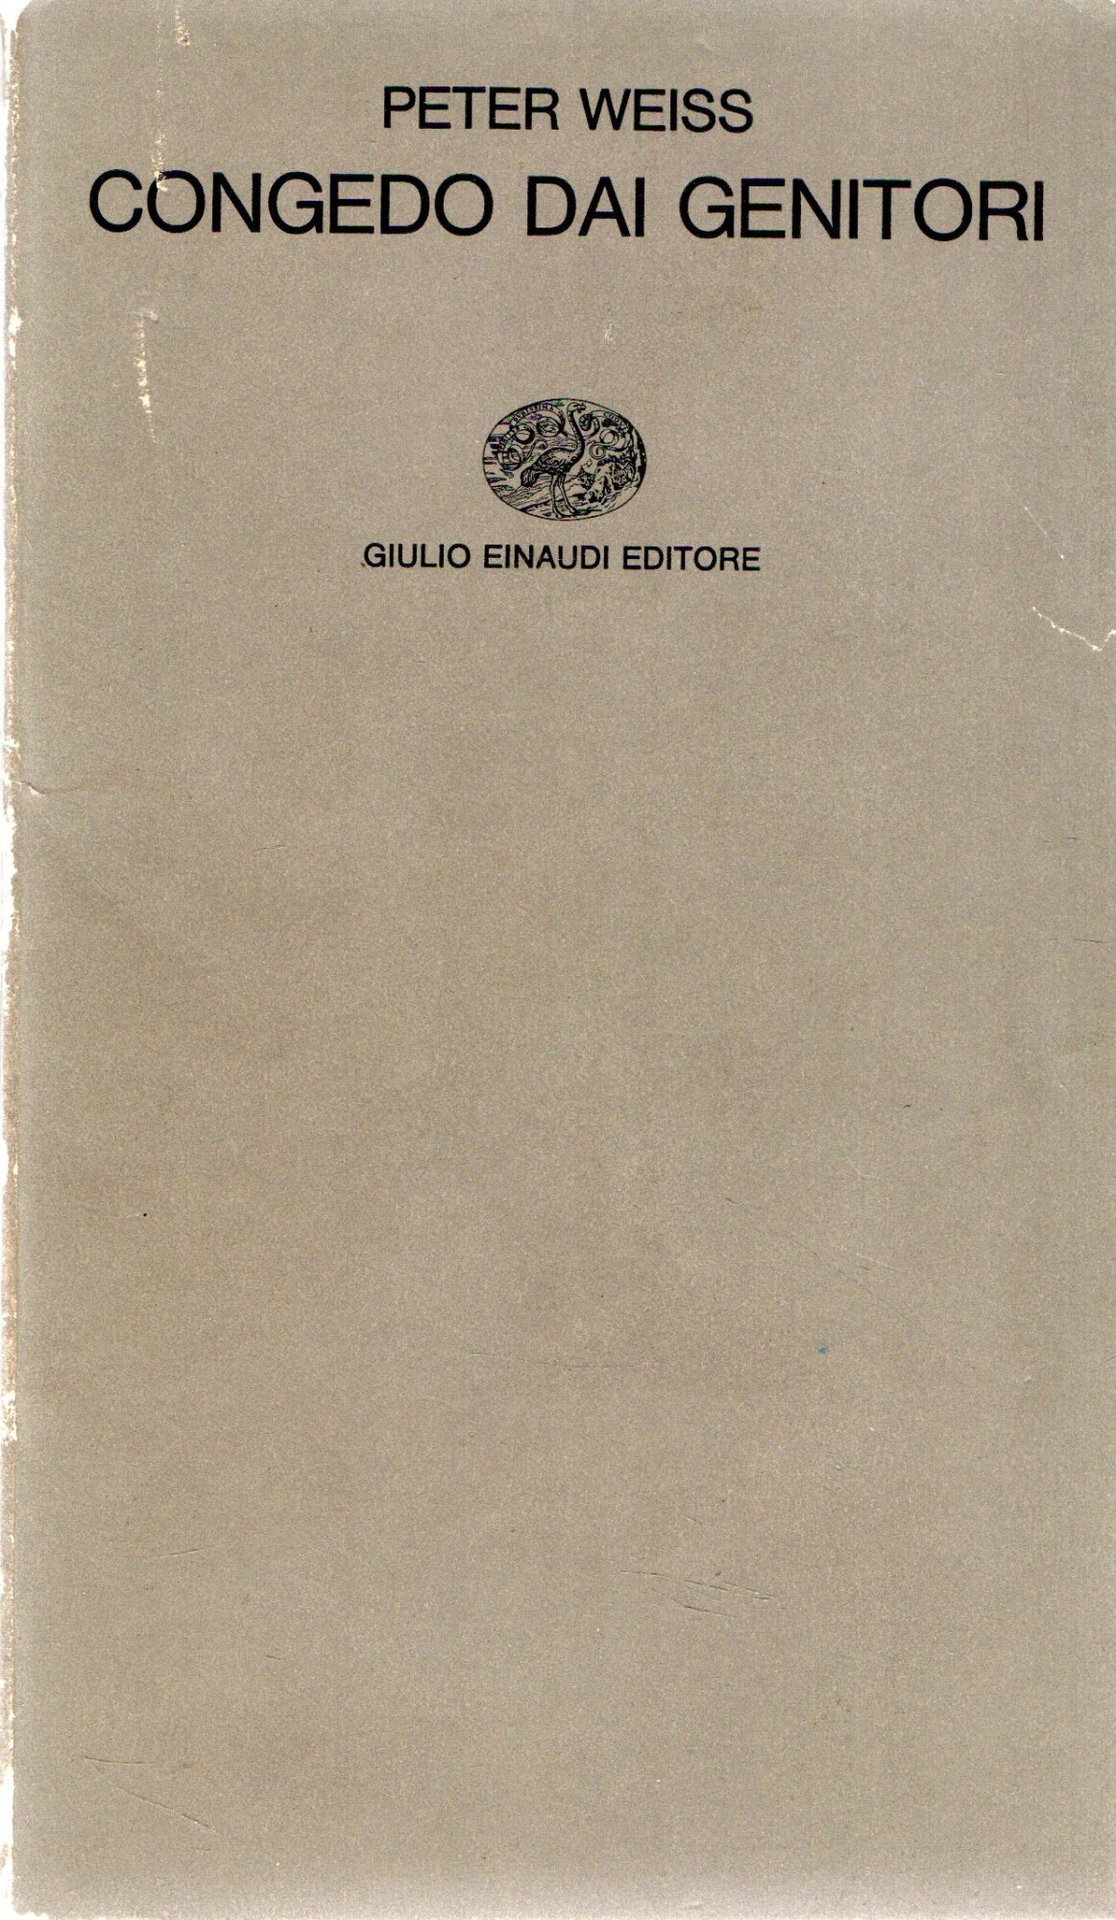 PETER WEISS
CONGEDO DAI GENITORI
GIULIO EINAUDI EDITORE